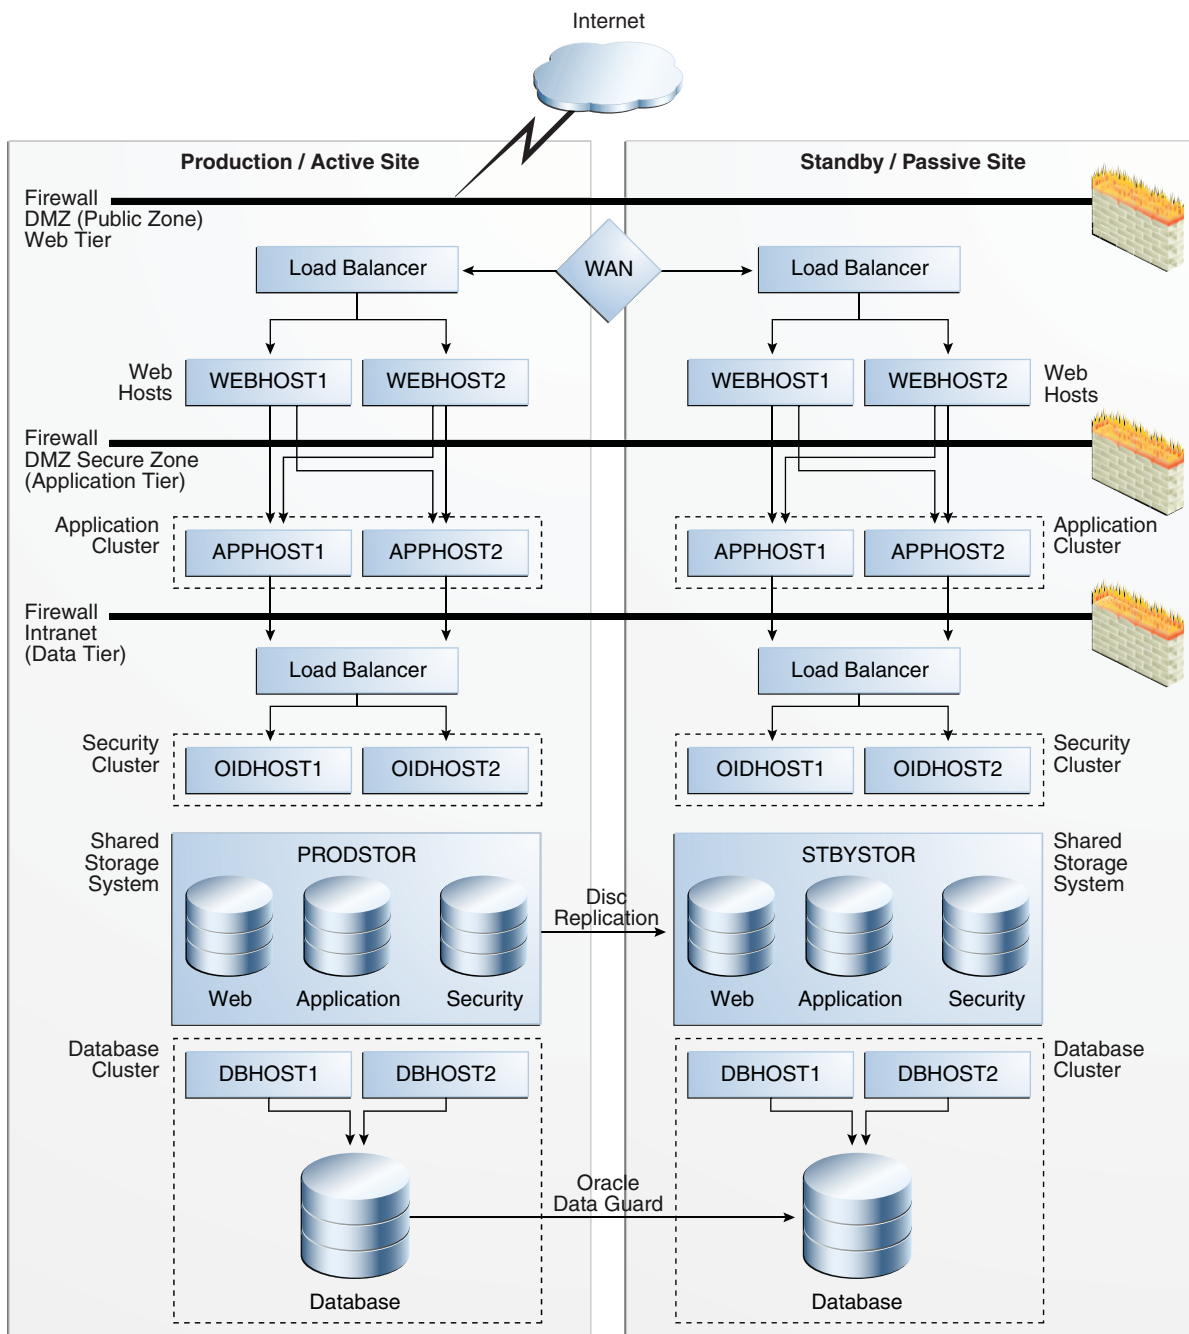 Internet
Production / Active Site
Standby / Passive Site
Firewall
DMZ (Public Zone)
Web Tier
Load Balancer
WAN
Load Balancer
Web
Hosts
WEBHOST1
WEBHOST2
WEBHOST1
WEBHOST2
Web
Hosts
Firewall
DMZ Secure Zone
(Application Tier)
Application
Cluster
APPHOST1
APPHOST2
APPHOST1
APPHOST2
Application
Cluster
Firewall
Intranet
(Data Tier)
Load Balancer
Load Balancer
Security
Cluster
OIDHOST1
OIDHOST2
OIDHOST1
OIDHOST2
Security
Cluster
Shared
Storage
System
PRODSTOR
Web
Application
Security
Disc
Replication
STBYSTOR
Web
Application
Security
Shared
Storage
System
Database
Cluster
DBHOST1
DBHOST2
DBHOST1
DBHOST2
Database
Cluster
Oracle
Data Guard
Database
Database